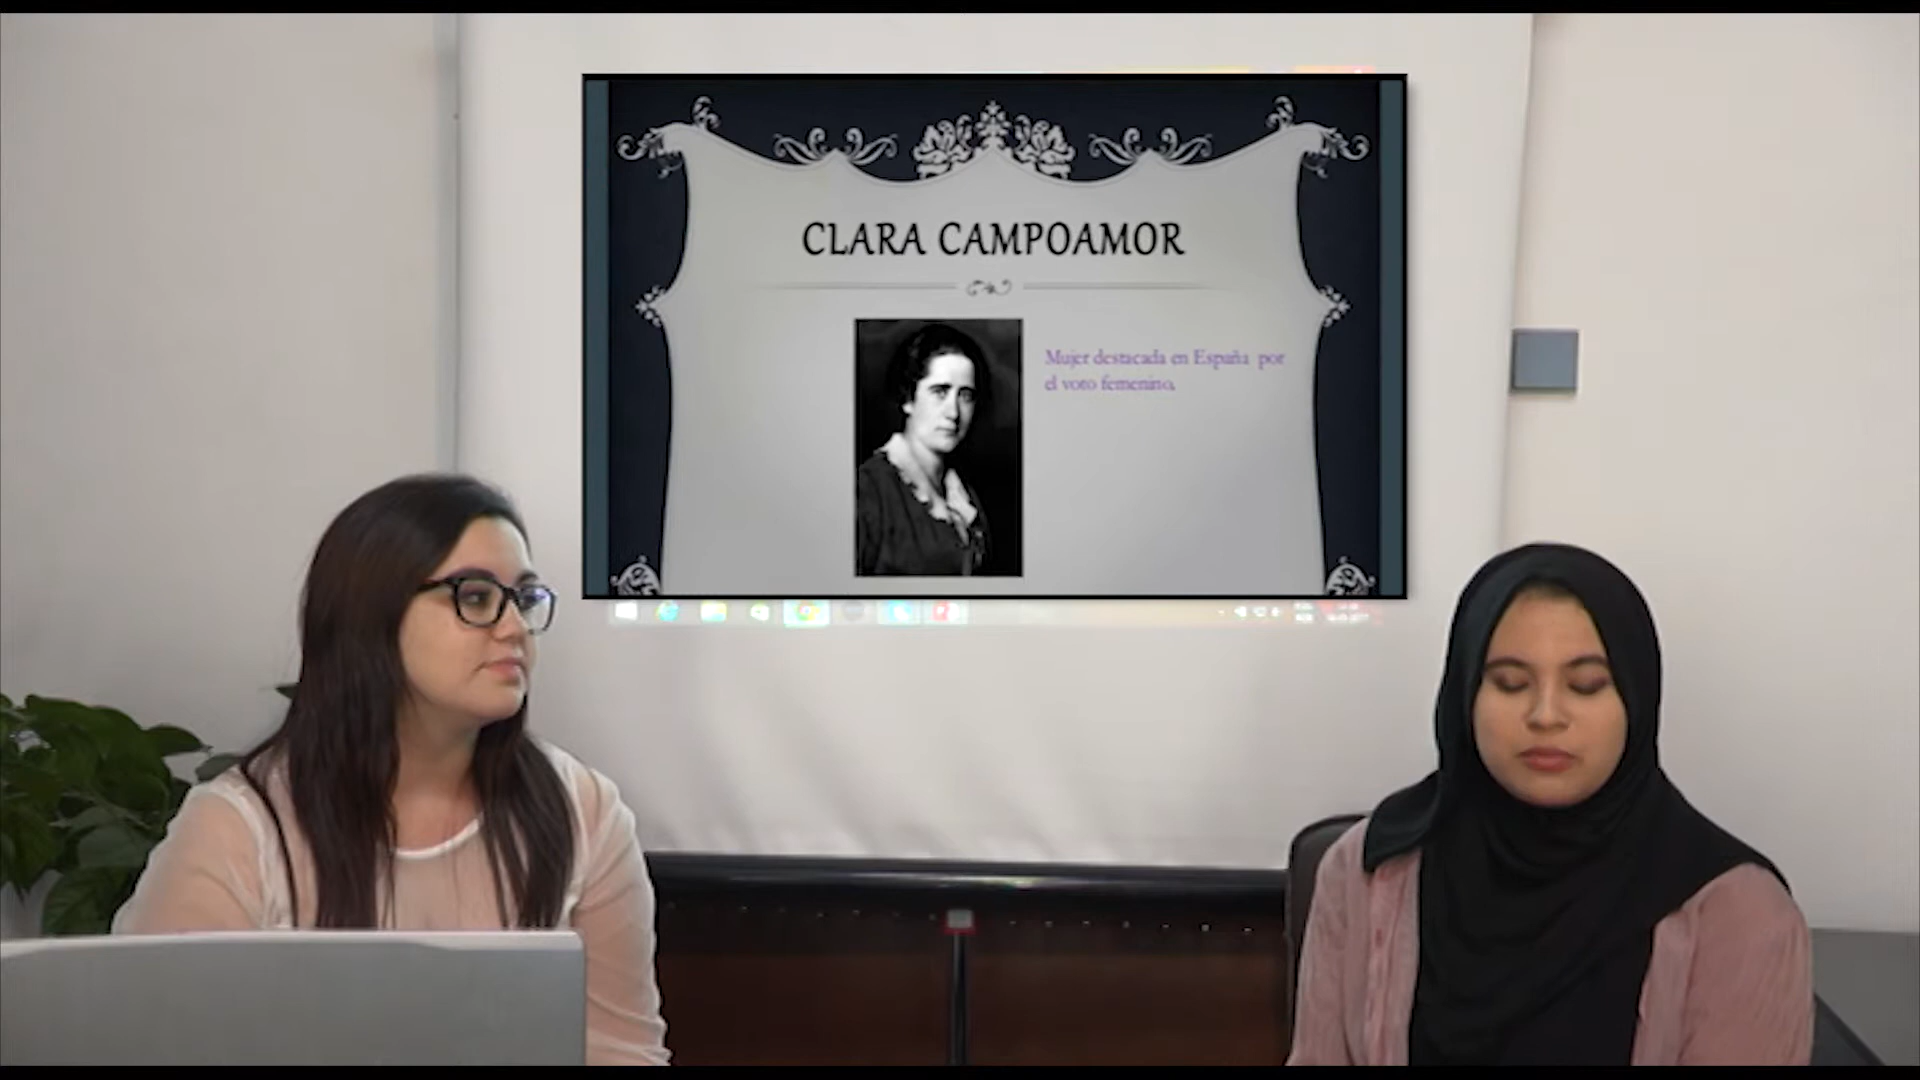 CLARA CAMPOAMOR
Mujer destacada en España por
el voto femenino.